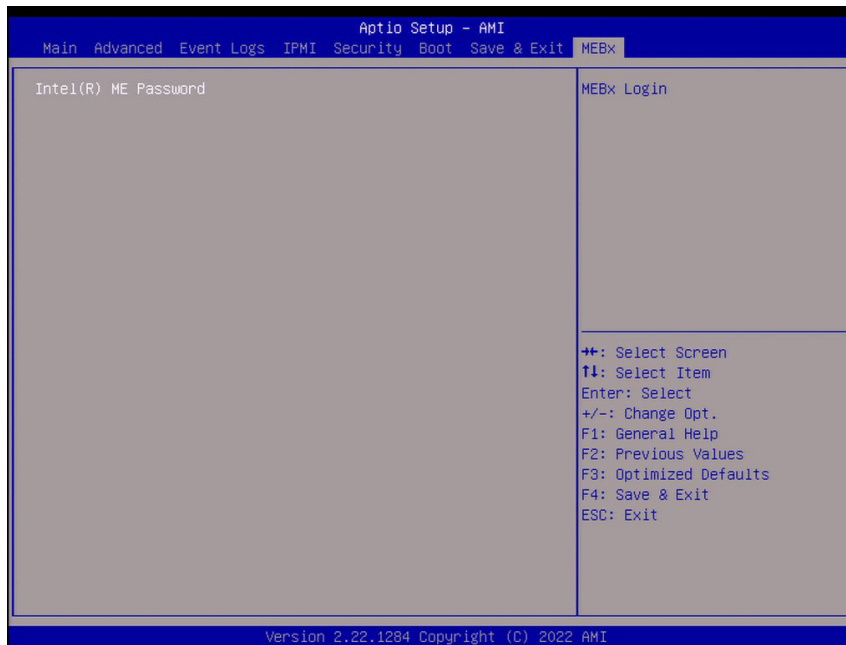 Aptio Setup – AMI
Main Advanced Event Logs IPMI Security Boot Save & Exit MEBx
Intel(R) ME Password
MEBx Login
→←: Select Screen
↑↓: Select Item
Enter: Select
+/-: Change Opt.
F1: General Help
F2: Previous Values
F3: Optimized Defaults
F4: Save & Exit
ESC: Exit
Version 2.22.1284 Copyright (C) 2022 AMI